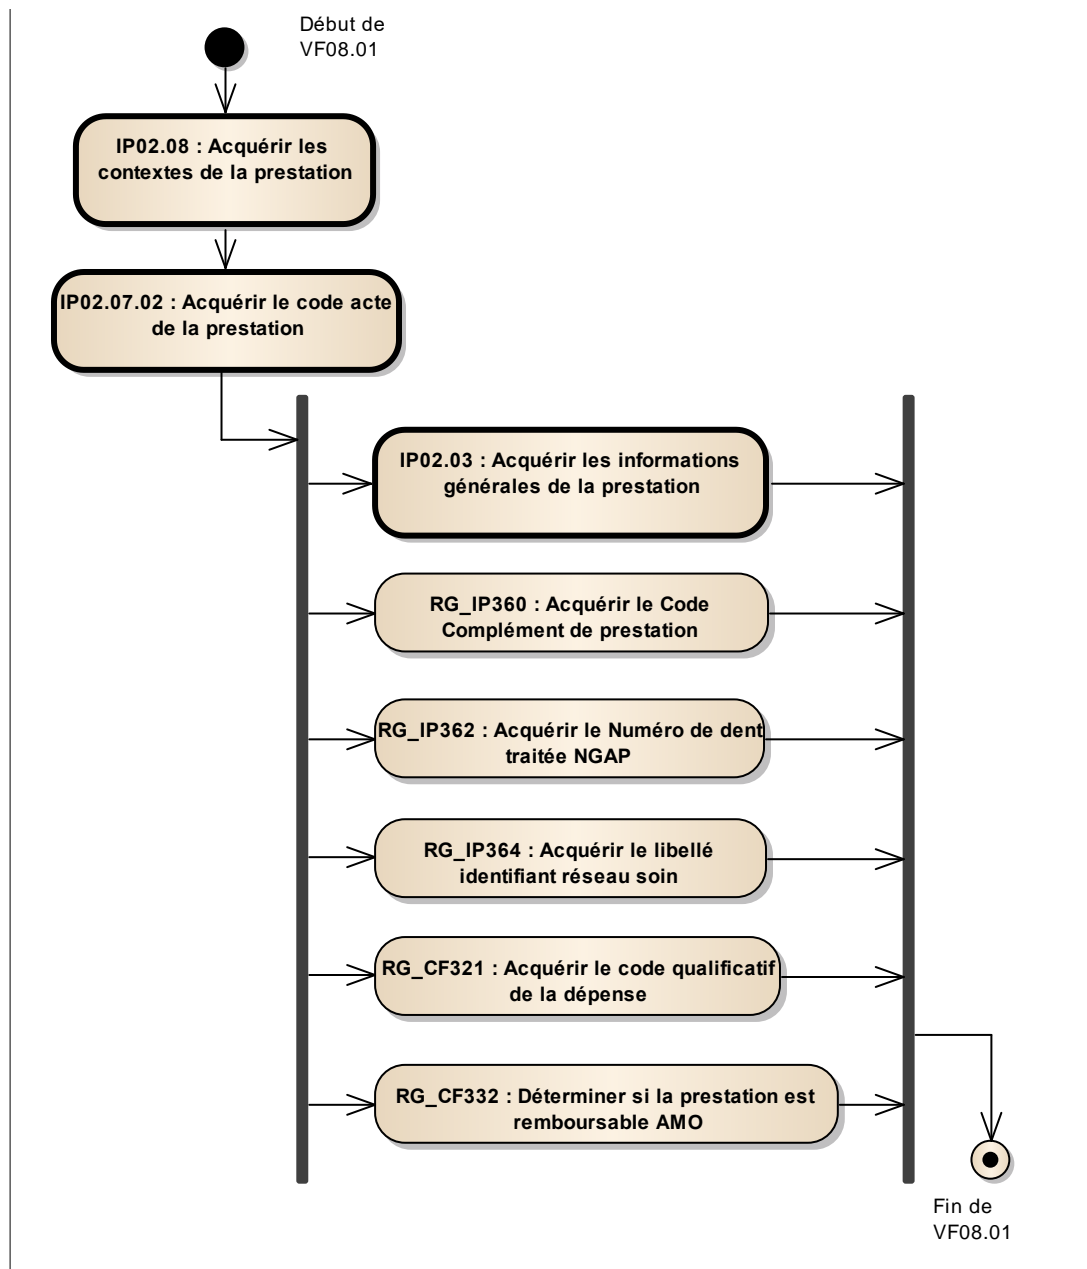 Début de
VF08.01
IP02.08 : Acquérir les
contextes de la prestation
IP02.07.02 : Acquérir le code acte
de la prestation
IP02.03 : Acquérir les informations
générales de la prestation
RG_IP360 : Acquérir le Code
Complément de prestation
RG_IP362 : Acquérir le Numéro de dent
traitée NGAP
RG_IP364 : Acquérir le libellé
identifiant réseau soin
RG_CF321 : Acquérir le code qualificatif
de la dépense
RG_CF332 : Déterminer si la prestation est
remboursable AMO
Fin de
VF08.01